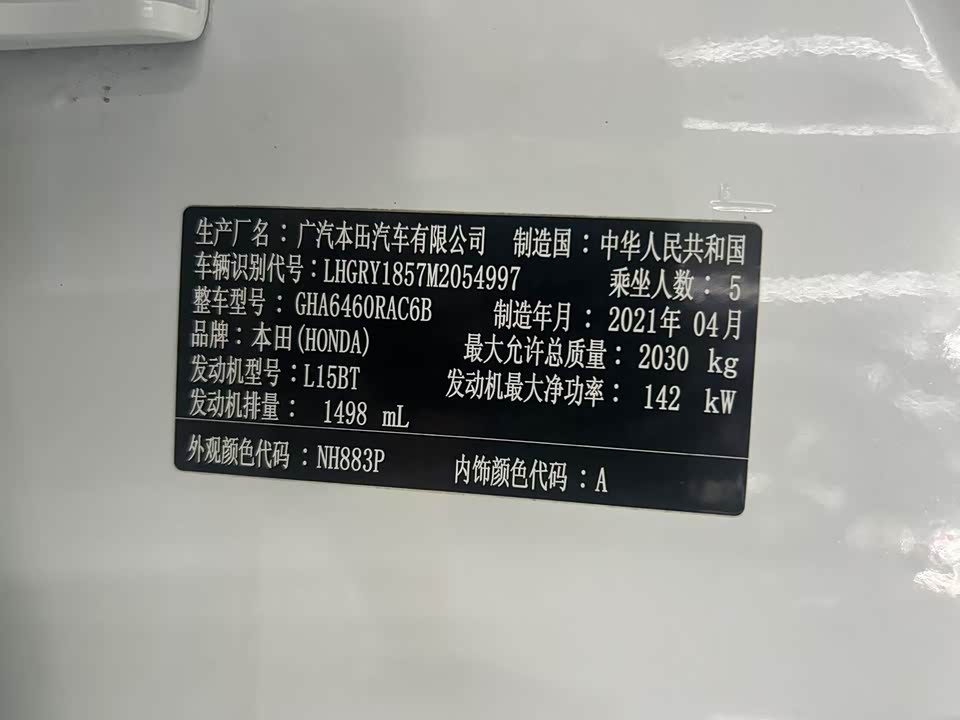 生产厂名：广汽本田汽车有限公司 制造国：中华人民共和国
车辆识别代号：LHGRY1857M2054997 乘坐人数：5
整车型号：GHA6460RAC6B 制造年月：2021年 04月
品牌：本田(HONDA) 最大允许总质量：2030 kg
发动机型号：L15BT 发动机最大净功率：142 kW
发动机排量：1498 mL
外观颜色代码：NH883P 内饰颜色代码：A